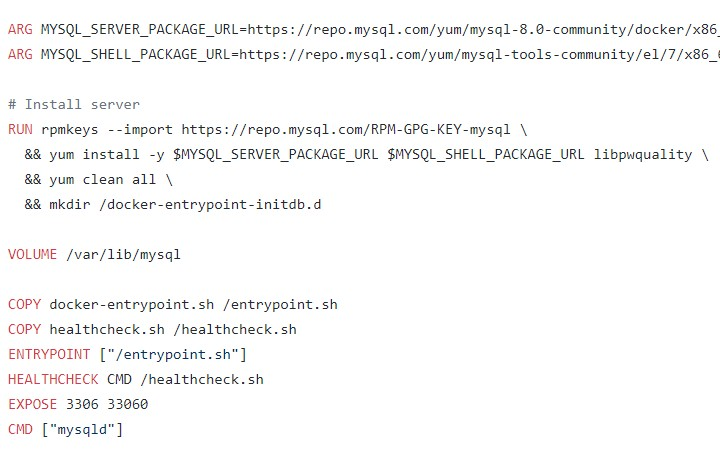 ARG MYSQL_SERVER_PACKAGE_URL=https://repo.mysql.com/yum/mysql-8.0-community/docker/x86_
ARG MYSQL_SHELL_PACKAGE_URL=https://repo.mysql.com/yum/mysql-tools-community/el/7/x86_6
# Install server
RUN rpmkeys --import https://repo.mysql.com/RPM-GPG-KEY-mysql \
  && yum install -y $MYSQL_SERVER_PACKAGE_URL $MYSQL_SHELL_PACKAGE_URL libpwquality \
  && yum clean all \
  && mkdir /docker-entrypoint-initdb.d
VOLUME /var/lib/mysql
COPY docker-entrypoint.sh /entrypoint.sh
COPY healthcheck.sh /healthcheck.sh
ENTRYPOINT ["/entrypoint.sh"]
HEALTHCHECK CMD /healthcheck.sh
EXPOSE 3306 33060
CMD ["mysqld"]